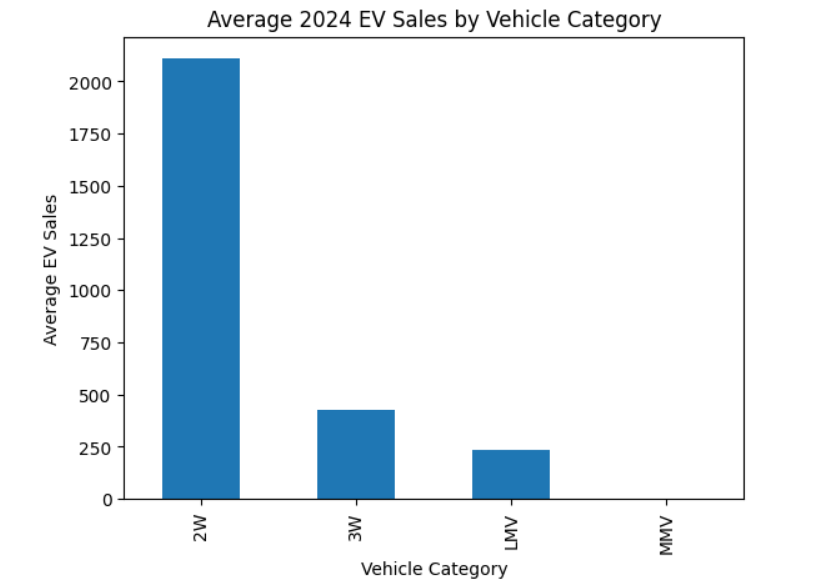 Average 2024 EV Sales by Vehicle Category
Average EV Sales
2000
1750
1500
1250
1000
750
500
250
0
2W
3W
LMV
MMV
Vehicle Category